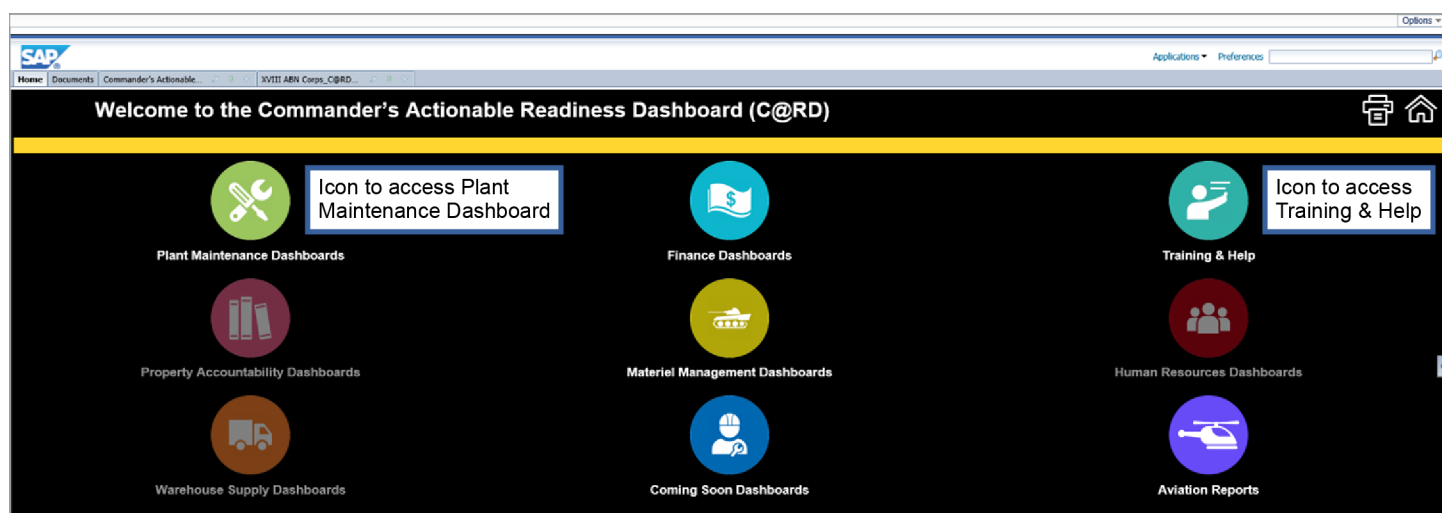 Options
SAP
Applications Preferences
Home Documents Commander's Actionable... XVIII ABN Corps_C@RD...
Welcome to the Commander's Actionable Readiness Dashboard (C@RD)
Icon to access Plant
Maintenance Dashboard
$
Icon to access
Training & Help
Plant Maintenance Dashboards
Finance Dashboards
Training & Help
Property Accountability Dashboards
Materiel Management Dashboards
Human Resources Dashboards
Warehouse Supply Dashboards
Coming Soon Dashboards
Aviation Reports